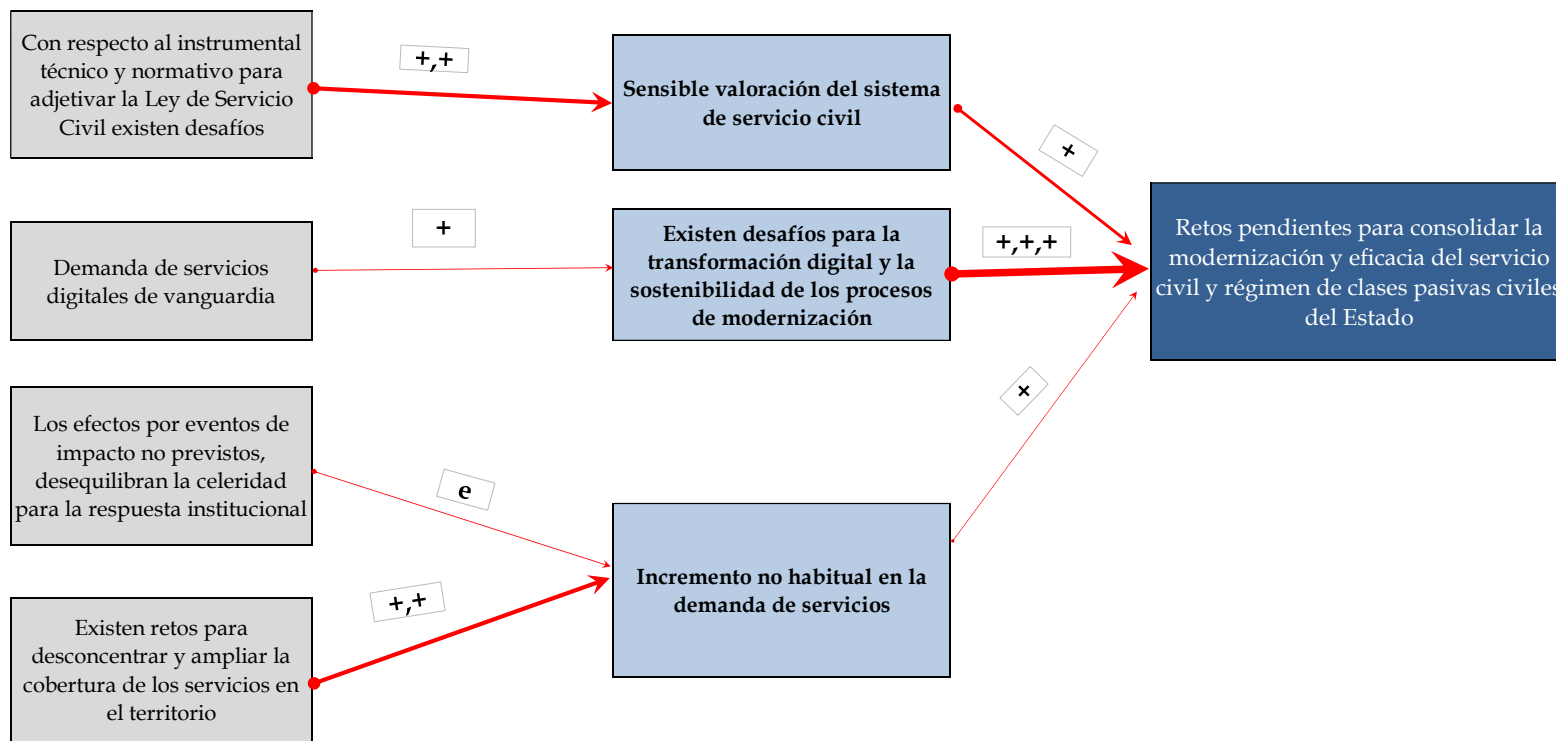 Con respecto al instrumental
técnico y normativo para
adjetivar la Ley de Servicio
Civil existen desafíos
+,+
Sensible valoración del sistema
de servicio civil
+
Demanda de servicios
digitales de vanguardia
+
Existen desafíos para la
transformación digital y la
sostenibilidad de los procesos
de modernización
+,+,+
Retos pendientes para consolidar la
modernización y eficacia del servicio
civil y régimen de clases pasivas civiles
del Estado
Los efectos por eventos de
impacto no previstos,
desequilibran la celeridad
para la respuesta institucional
e
+
Incremento no habitual en la
demanda de servicios
Existen retos para
desconcentrar y ampliar la
cobertura de los servicios en
el territorio
+,+